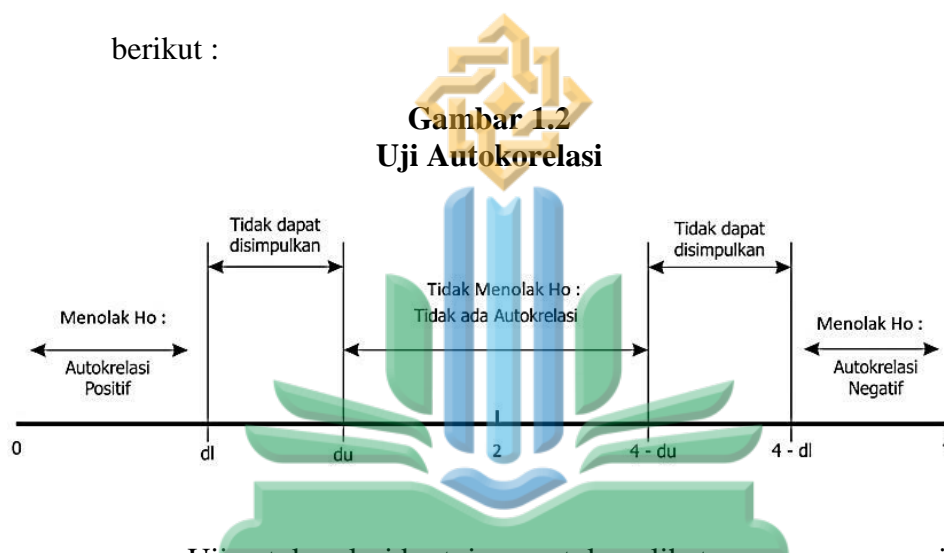 berikut :
Gambar 1.2
Uji Autokorelasi
Tidak dapat
disimpulkan
Tidak dapat
disimpulkan
Tidak Menolak Ho :
Tidak ada Autokrelasi
Menolak Ho :
Autokrelasi
Positif
Menolak Ho :
Autokrelasi
Negatif
0
dl
du
2
4 - du
4 - dl